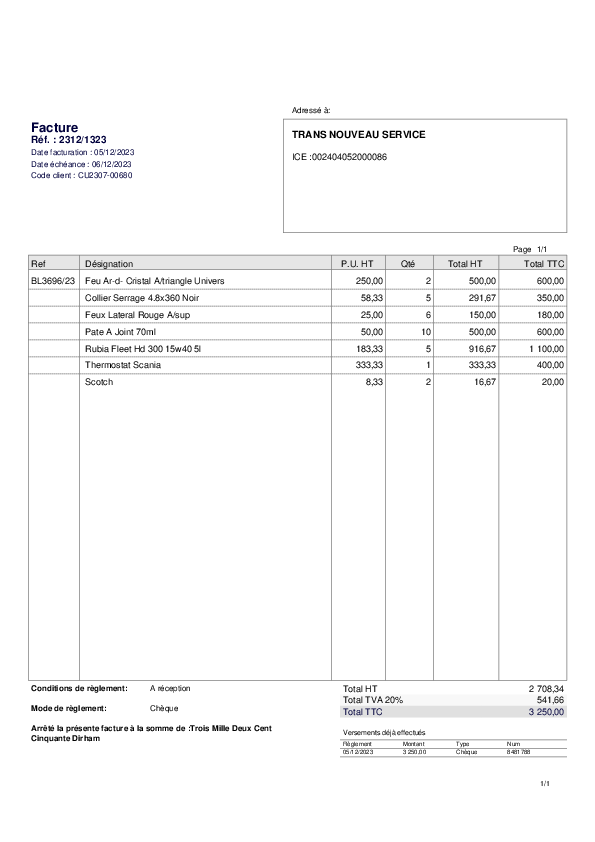 Adressé à:
Facture
Réf. : 2312/1323
Date facturation : 05/12/2023
Date échéance : 06/12/2023
Code client : CU2307-00680
TRANS NOUVEAU SERVICE
ICE :002404052000086
Page 1/1
Ref Désignation P.U. HT Qté Total HT Total TTC
BL3696/23 Feu Ar-d- Cristal A/triangle Univers 250,00 2 500,00 600,00
Collier Serrage 4.8x360 Noir 58,33 5 291,67 350,00
Feux Lateral Rouge A/sup 25,00 6 150,00 180,00
Pate A Joint 70ml 50,00 10 500,00 600,00
Rubia Fleet Hd 300 15w40 5l 183,33 5 916,67 1 100,00
Thermostat Scania 333,33 1 333,33 400,00
Scotch 8,33 2 16,67 20,00
Conditions de règlement: A réception
Mode de règlement: Chèque
Arrêté la présente facture à la somme de :Trois Mille Deux Cent
Cinquante Dirham
Total HT 2 708,34
Total TVA 20% 541,66
Total TTC 3 250,00
Versements déjà effectués
Règlement Montant Type Num
05/12/2023 3 250,00 Chèque 8481788
1/1